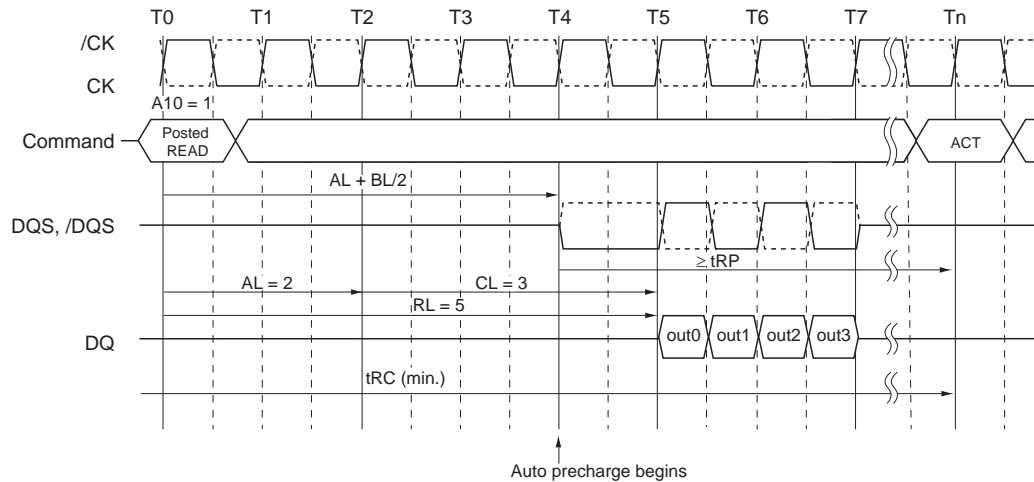 T0 T1 T2 T3 T4 T5 T6 T7 Tn
/CK
CK
A10 = 1
Command
Posted
READ
ACT
AL + BL/2
DQS, /DQS
≥ tRP
AL = 2
CL = 3
RL = 5
DQ
out0 out1 out2 out3
tRC (min.)
Auto precharge begins